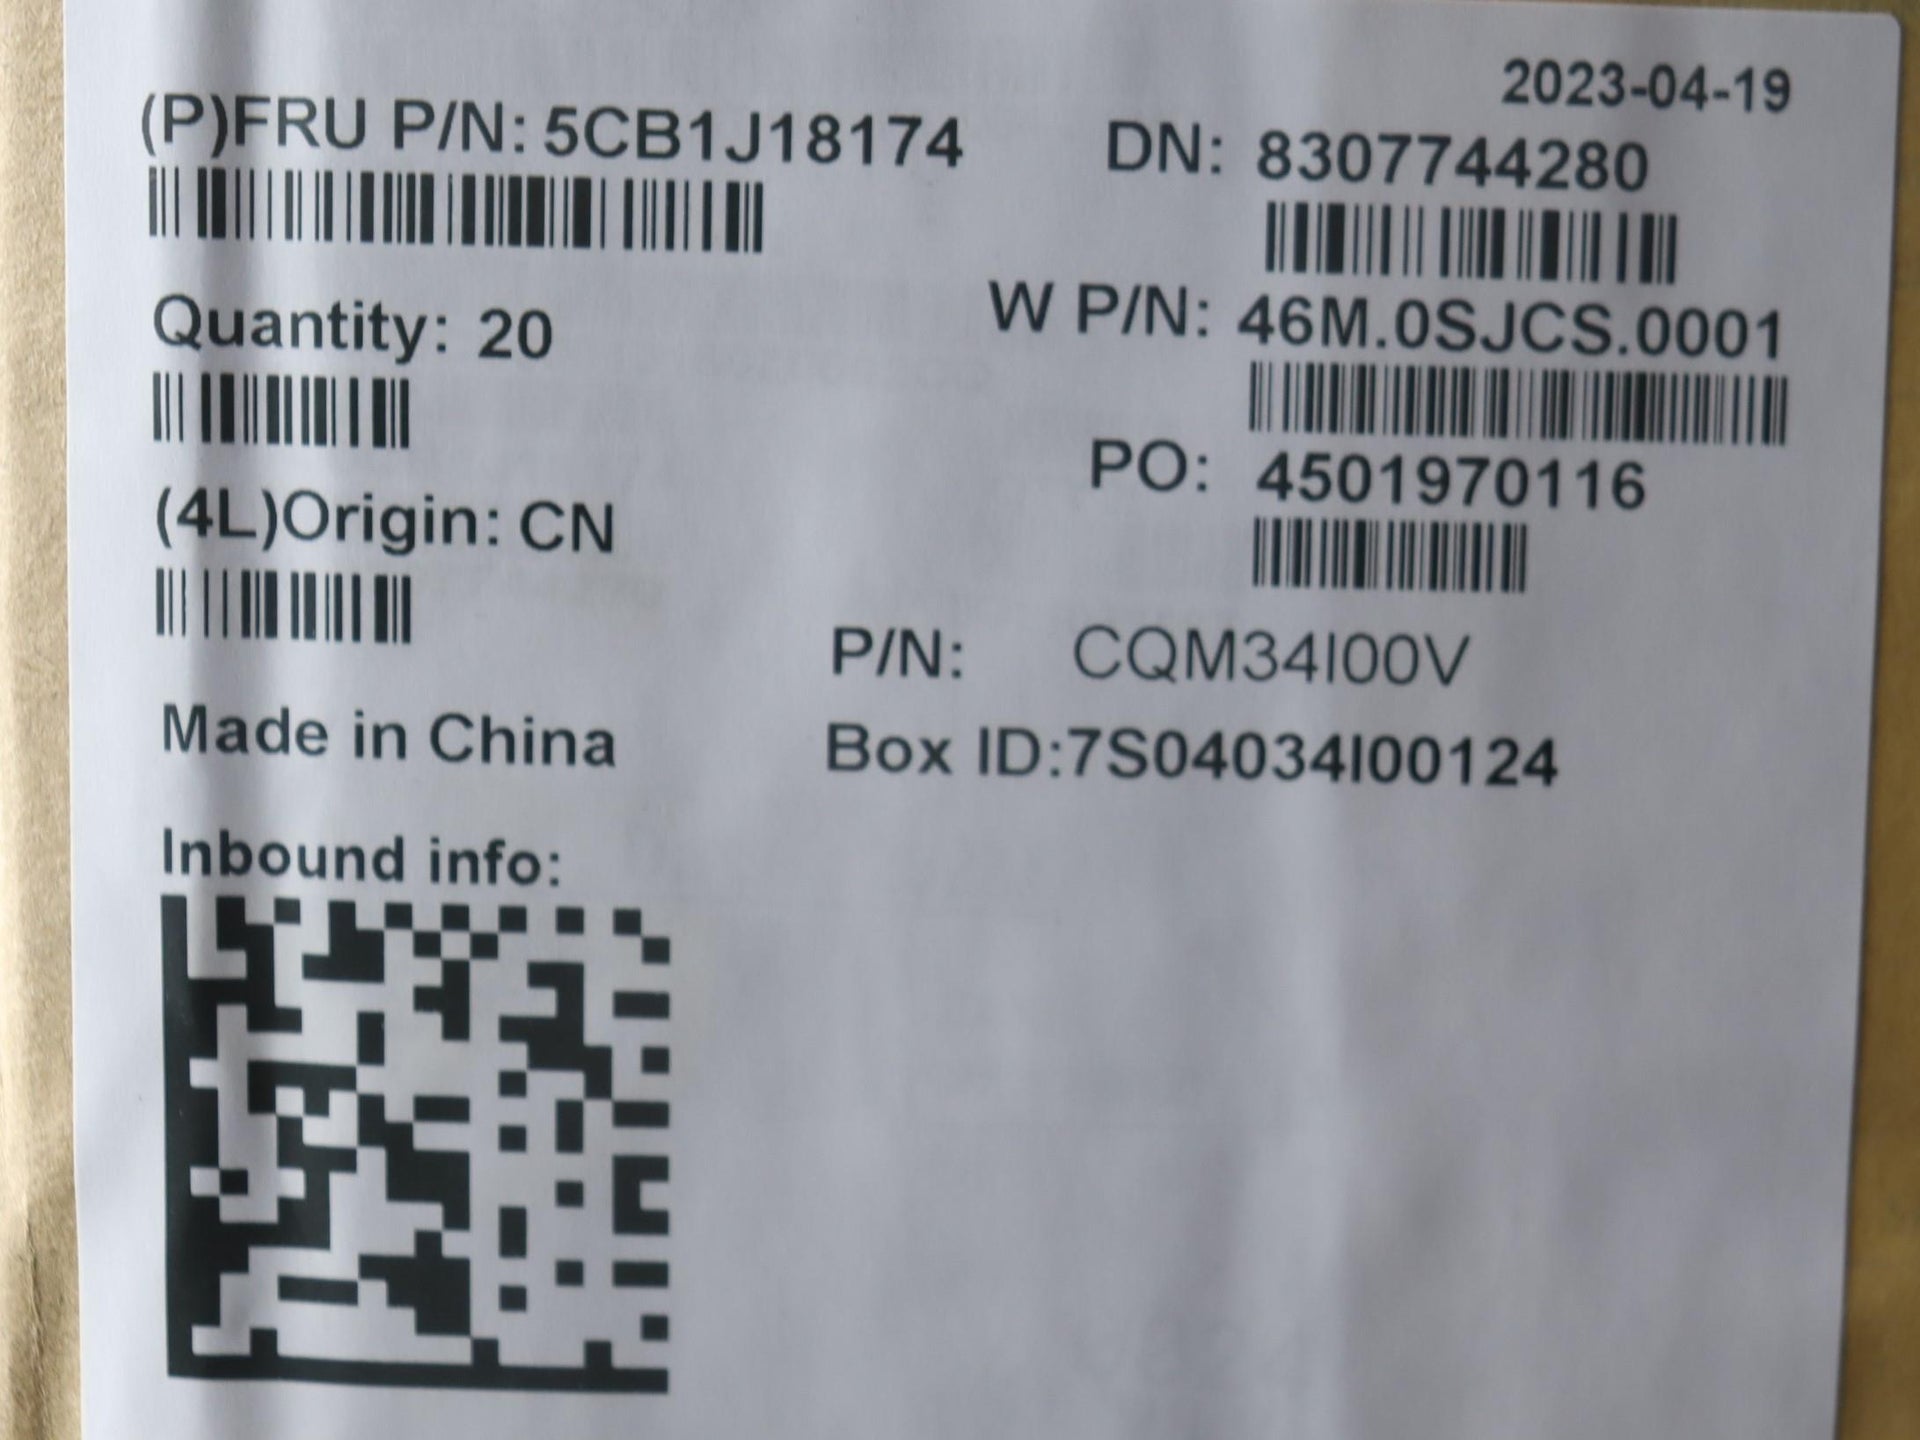 2023-04-19
(P)FRU P/N: 5CB1J18174
DN: 8307744280
Quantity: 20
W P/N: 46M.0SJCS.0001
(4L)Origin: CN
PO: 4501970116
P/N: CQM34I00V
Made in China
Box ID:7S04034I00124
Inbound info: